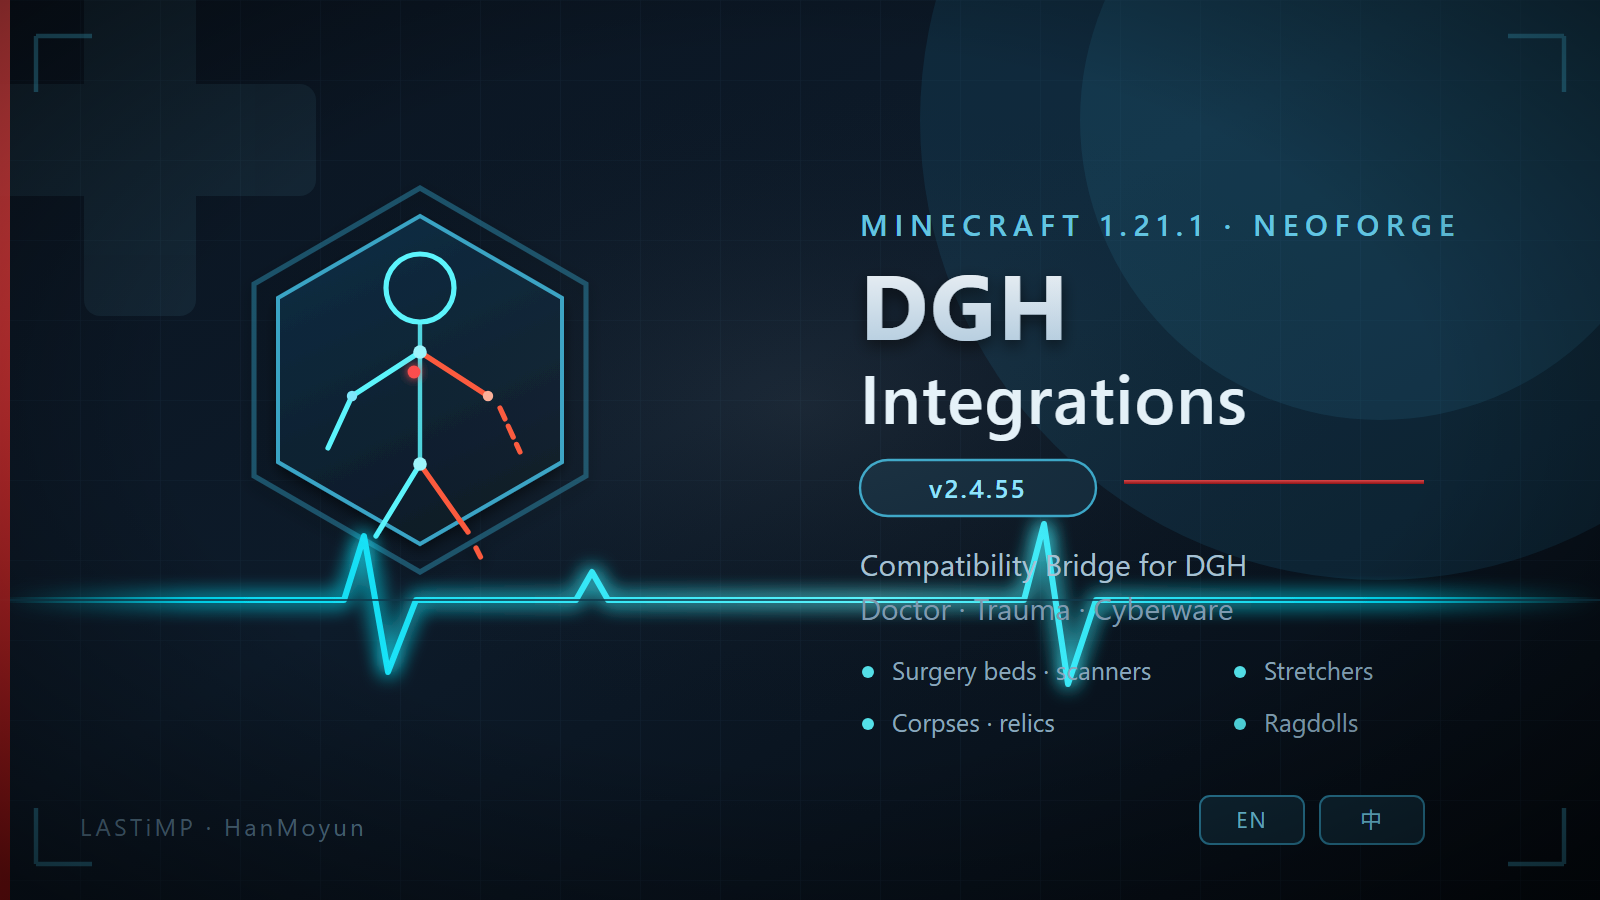 MINECRAFT 1.21.1 · NEOFORGE
DGH
Integrations
v2.4.55
Compatibility Bridge for DGH
Doctor · Trauma · Cyberware
Surgery beds · scanners
Stretchers
Corpses · relics
Ragdolls
LASTiMP · HanMoyun
EN
中